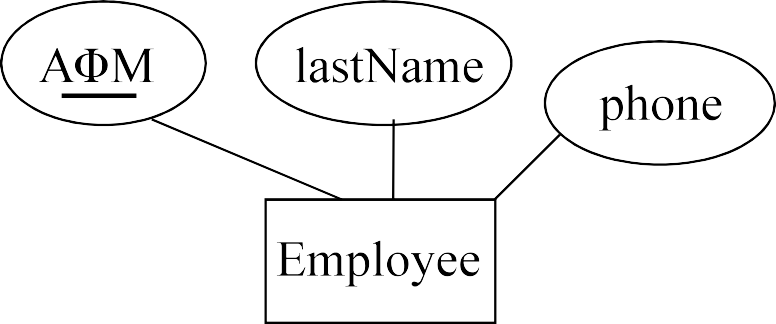 ΑΦΜ
lastName
phone
Employee